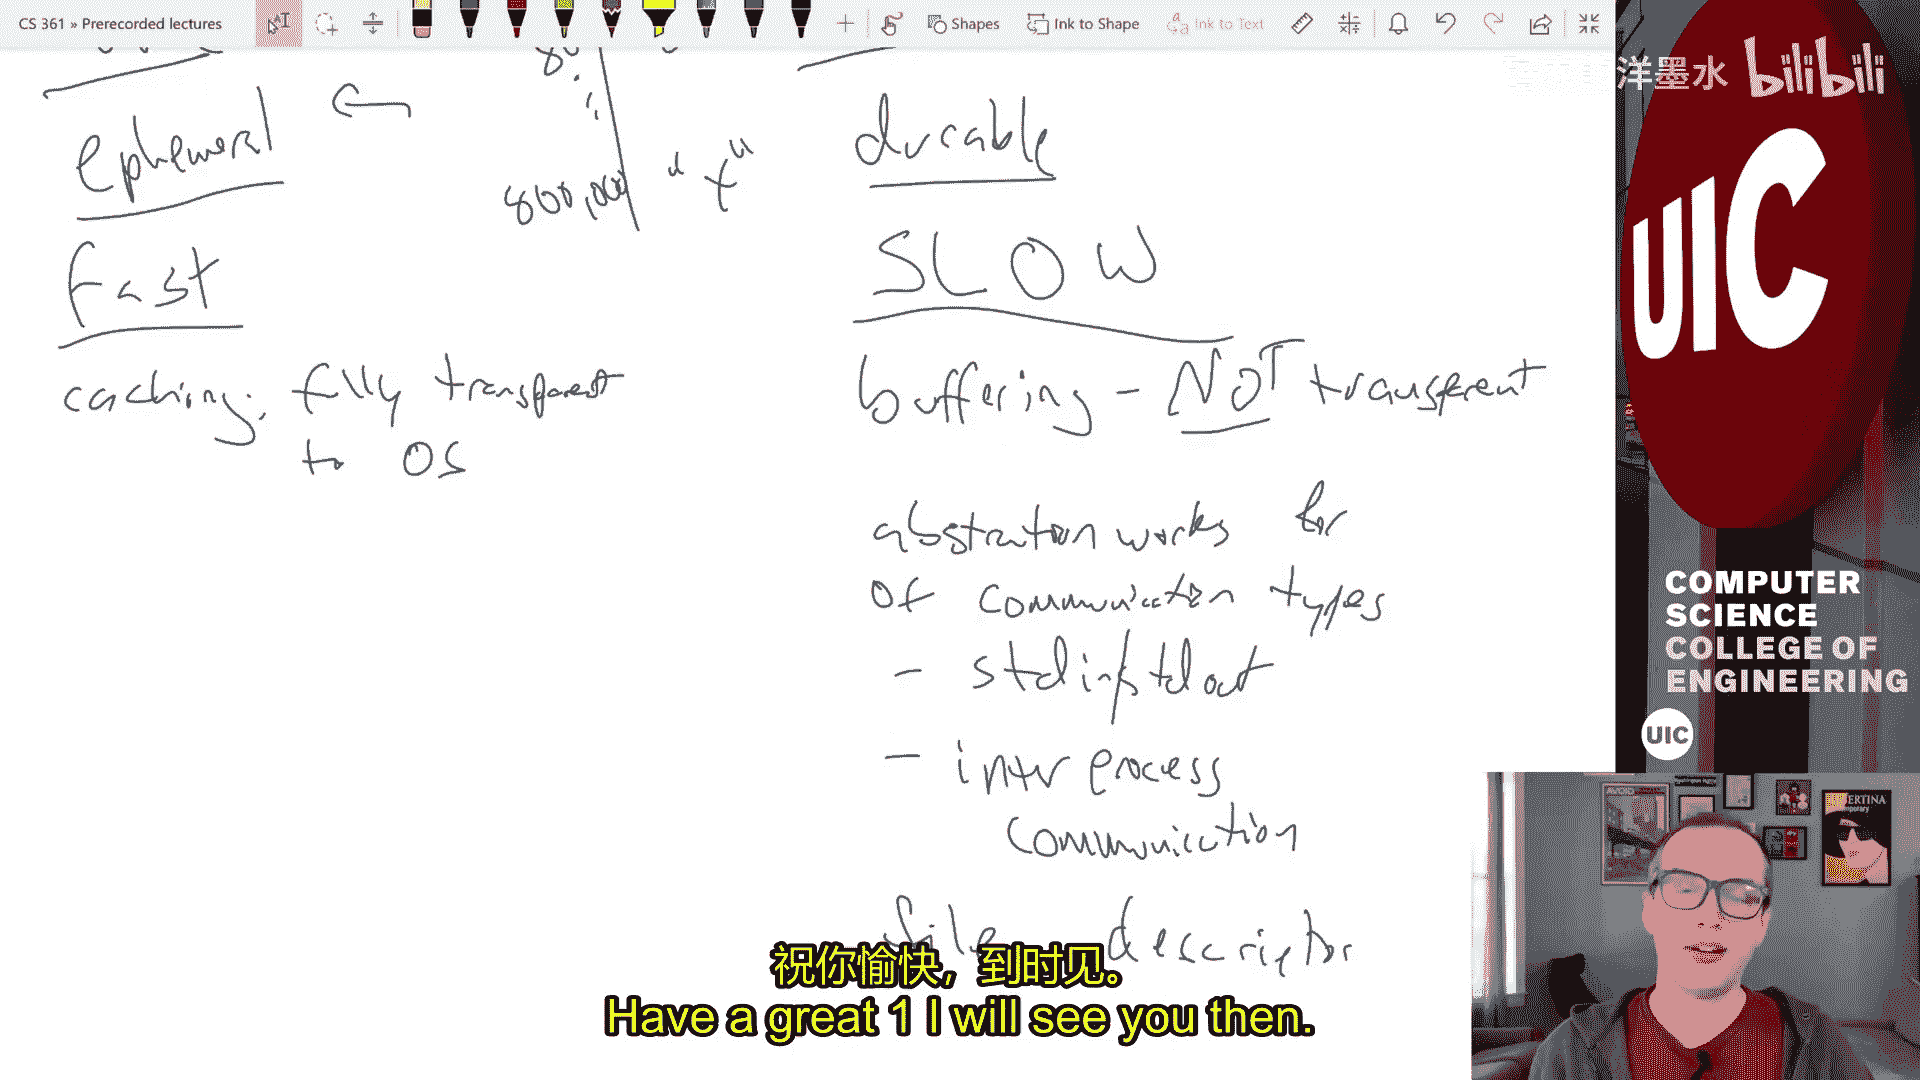 CS 361 » Prerecorded lectures
Shapes
Ink to Shape
Ink to Text
洋墨水 bilibili
ephemeral
80
800,000 "x"
durable
fast
SLOW
caching; fully transparent
to OS
buffering - NOT transparent
abstration works for
of communication types
- stdin/stdout
- inter process
communication
file descriptor
UIC
COMPUTER
SCIENCE
COLLEGE OF
ENGINEERING
UIC
AVOID
祝你愉快，到时见。
Have a great 1 I will see you then.